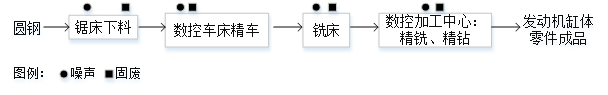 圆钢
锯床下料
数控车床精车
铣床
数控加工中心：
精铣、精钻
发动机缸体
零件成品
图例： 噪声 固废